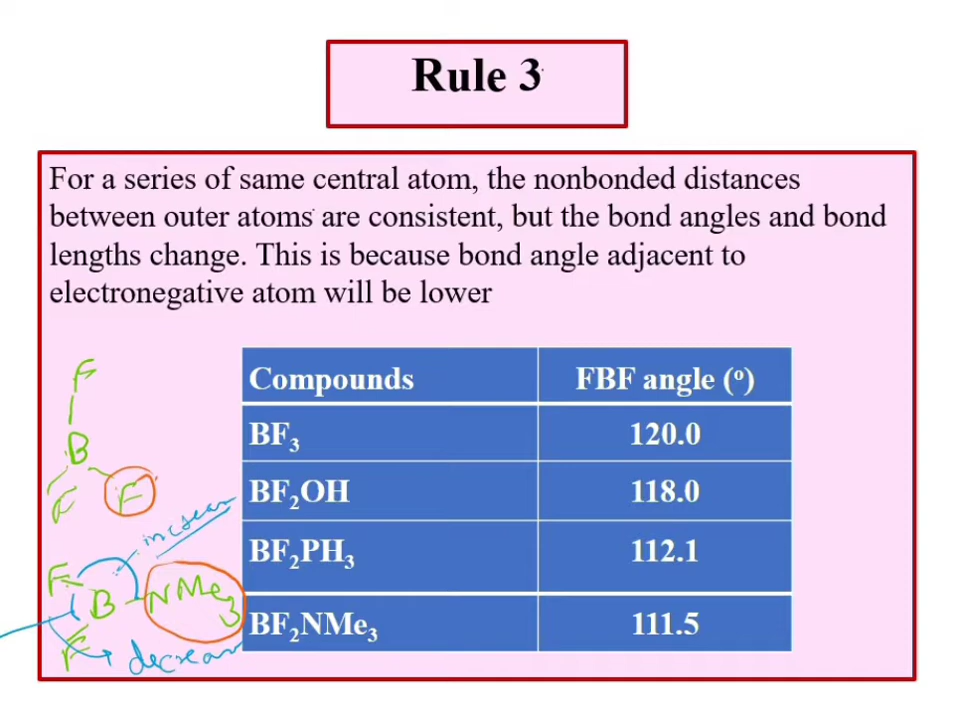 Rule 3
For a series of same central atom, the nonbonded distances
between outer atoms are consistent, but the bond angles and bond
lengths change. This is because bond angle adjacent to
electronegative atom will be lower
Compounds FBF angle (°)
BF₃ 120.0
BF₂OH 118.0
BF₂PH₃ 112.1
BF₂NMe₃ 111.5
F
B
F F
increase
F
B NMe₃
F
decrease